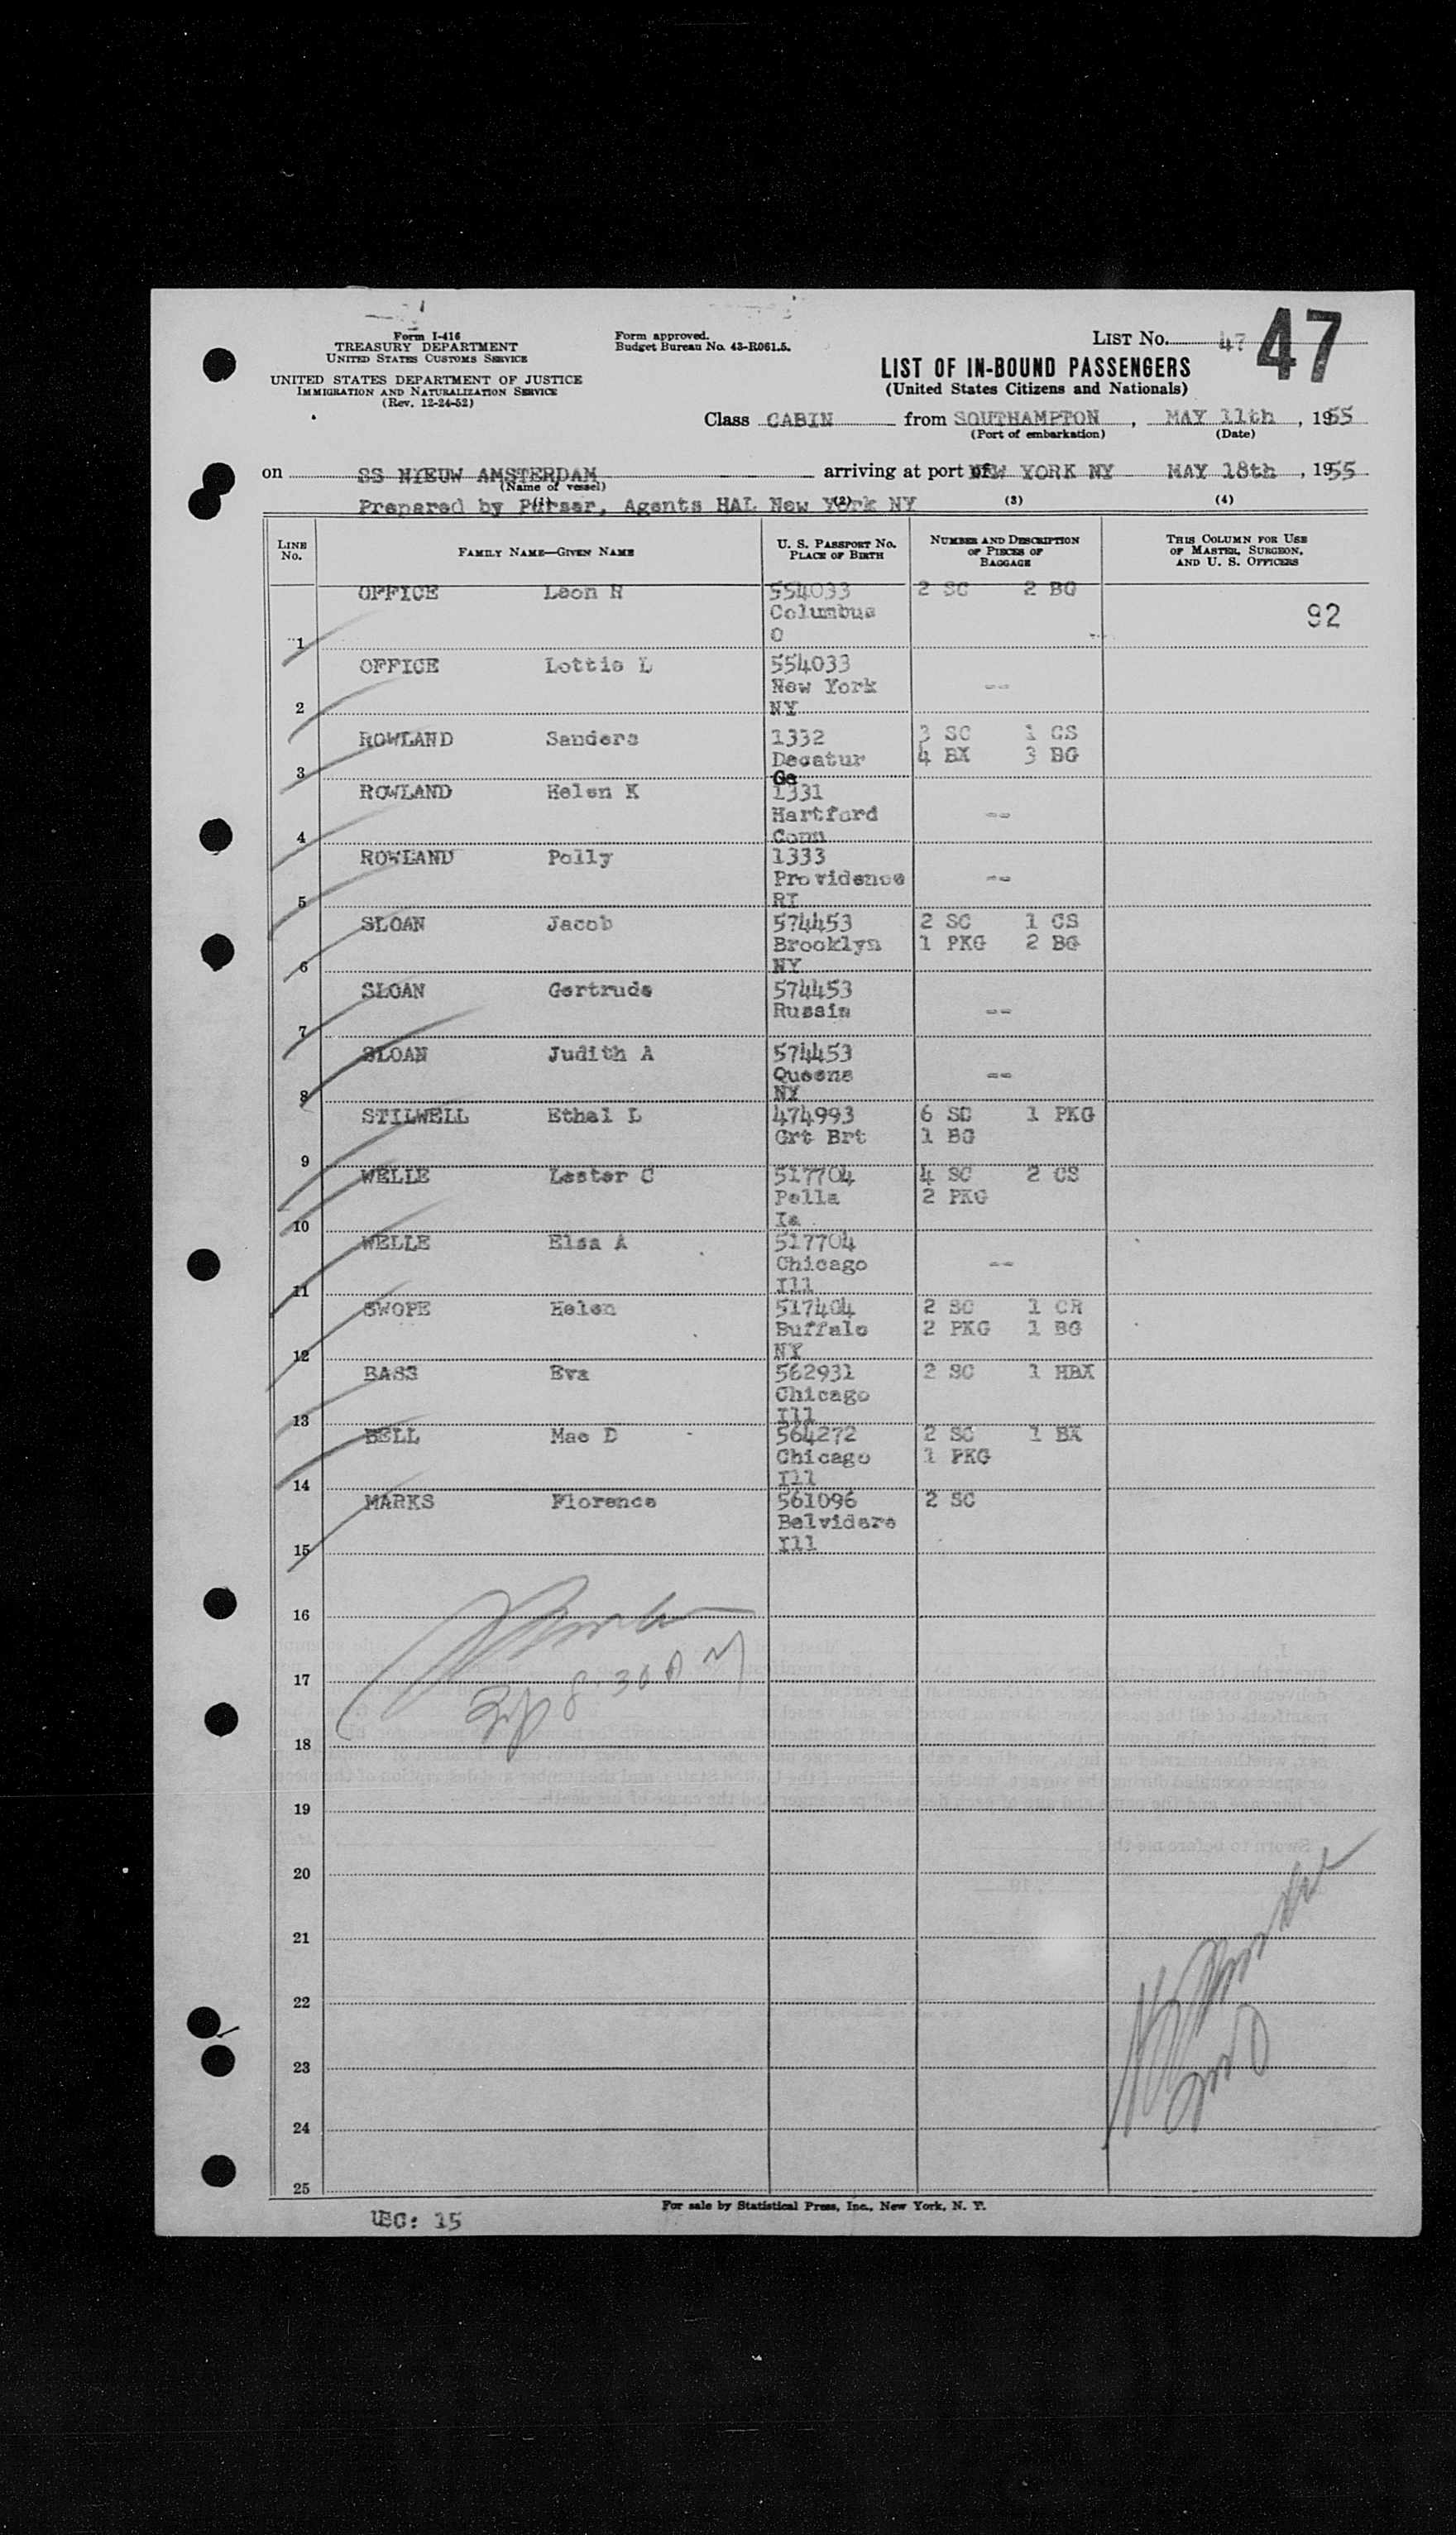 Form I-416
TREASURY DEPARTMENT
UNITED STATES CUSTOMS SERVICE
UNITED STATES DEPARTMENT OF JUSTICE
IMMIGRATION AND NATURALIZATION SERVICE
(Rev. 12-24-52)
Form approved.
Budget Bureau No. 43-R061.5.
LIST No. 47 47
LIST OF IN-BOUND PASSENGERS
(United States Citizens and Nationals)
Class CABIN from SOUTHAMPTON, MAY 11th, 1955
(Port of embarkation) (Date)
on SS NIEUW AMSTERDAM arriving at port of NEW YORK NY MAY 18th, 1955
(Name of vessel)
Prepared by Purser, Agents HAL New York NY
(1) (2) (3) (4)
LINE No. FAMILY NAME—GIVEN NAME U. S. PASSPORT NO. PLACE OF BIRTH NUMBER AND DESCRIPTION OF PIECES OF BAGGAGE THIS COLUMN FOR USE OF MASTER, SURGEON, AND U. S. OFFICERS
OFFICE Leon R 554033 2 SC 2 BG
Columbus 92
1 O
OFFICE Lottie L 554033
New York --
2 NY
ROWLAND Sanders 1332 3 SC 1 CS
Decatur 4 BX 3 BG
3 Ga
ROWLAND Helen K 1331
Hartford --
4 Conn
ROWLAND Polly 1333
Providence --
5 RI
SLOAN Jacob 574453 2 SC 1 CS
Brooklyn 1 PKG 2 BG
6 NY
SLOAN Gertrude 574453
Russia --
7
SLOAN Judith A 574453
Queens --
8 NY
STILWELL Ethel L 474993 6 SC 1 PKG
Grt Brt 1 BG
9
WELLE Lester C 517704 4 SC 2 CS
Pella 2 PKG
10 Ia
WELLE Elsa A 517704
Chicago --
11 Ill
SWOPE Helen 517404 2 SC 1 CR
Buffalo 2 PKG 1 BG
12 NY
BASS Eva 562931 2 SC 1 HBX
Chicago
13 Ill
BELL Mae D 564272 2 SC 1 BX
Chicago 1 PKG
14 Ill
MARKS Florence 561096 2 SC
Belvidere
15 Ill
16
17
8.30 AM
18
19
20
21
22
23
24
25
For sale by Statistical Press, Inc., New York, N. Y.
USC: 15